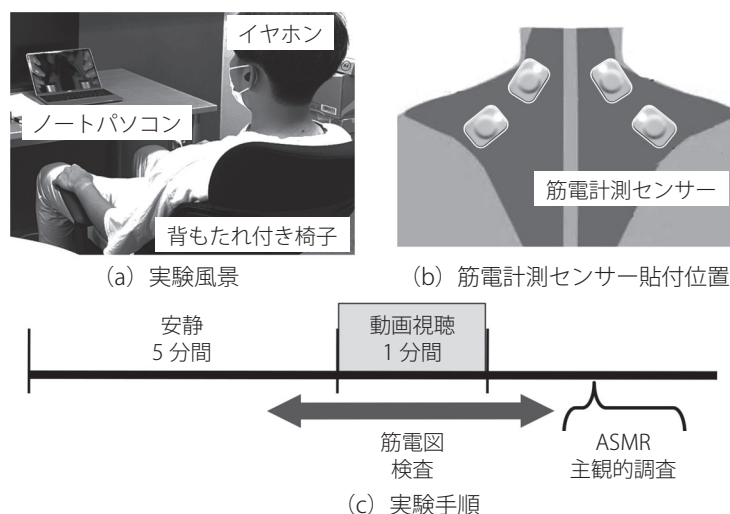 イヤホン
ノートパソコン
背もたれ付き椅子
(a) 実験風景
筋電計測センサー
(b) 筋電計測センサー貼付位置
安静
5 分間
動画視聴
1 分間
筋電図
検査
ASMR
主観的調査
(c) 実験手順